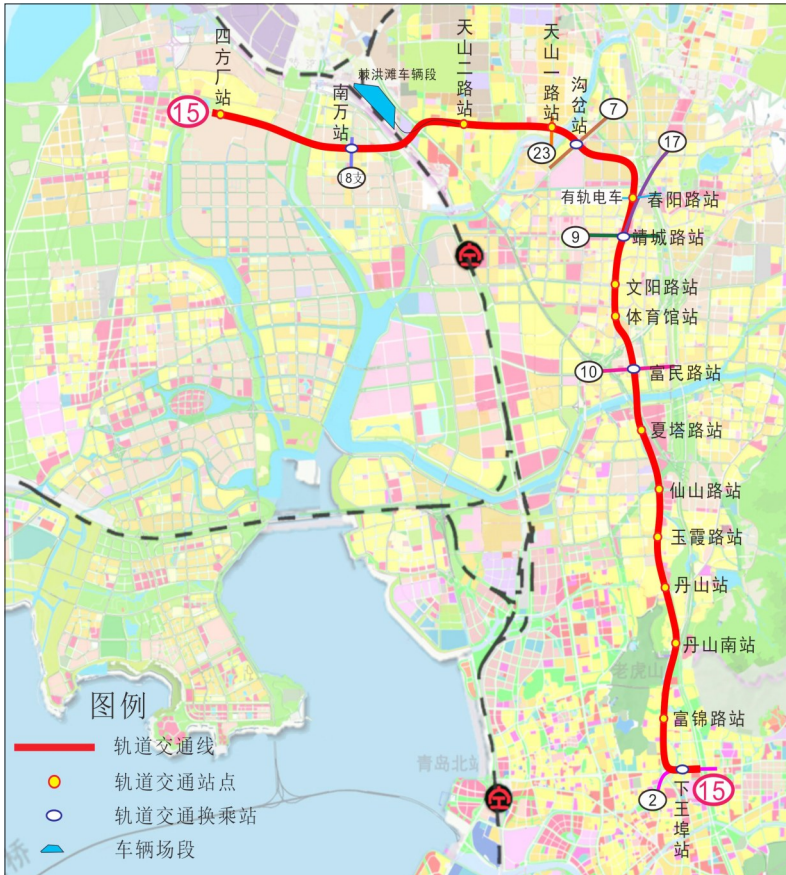 四方厂站
15
南万站
18支
棘洪滩车辆段
天山二路站
天山一路站
23
沟岔站
7
17
有轨电车
春阳路站
9
靖城路站
文阳路站
体育馆站
10
富民路站
夏塔路站
仙山路站
玉霞路站
丹山站
丹山南站
老虎山
富锦路站
青岛北站
2
下王埠站
15
图例
轨道交通线
轨道交通站点
轨道交通换乘站
车辆场段
桥